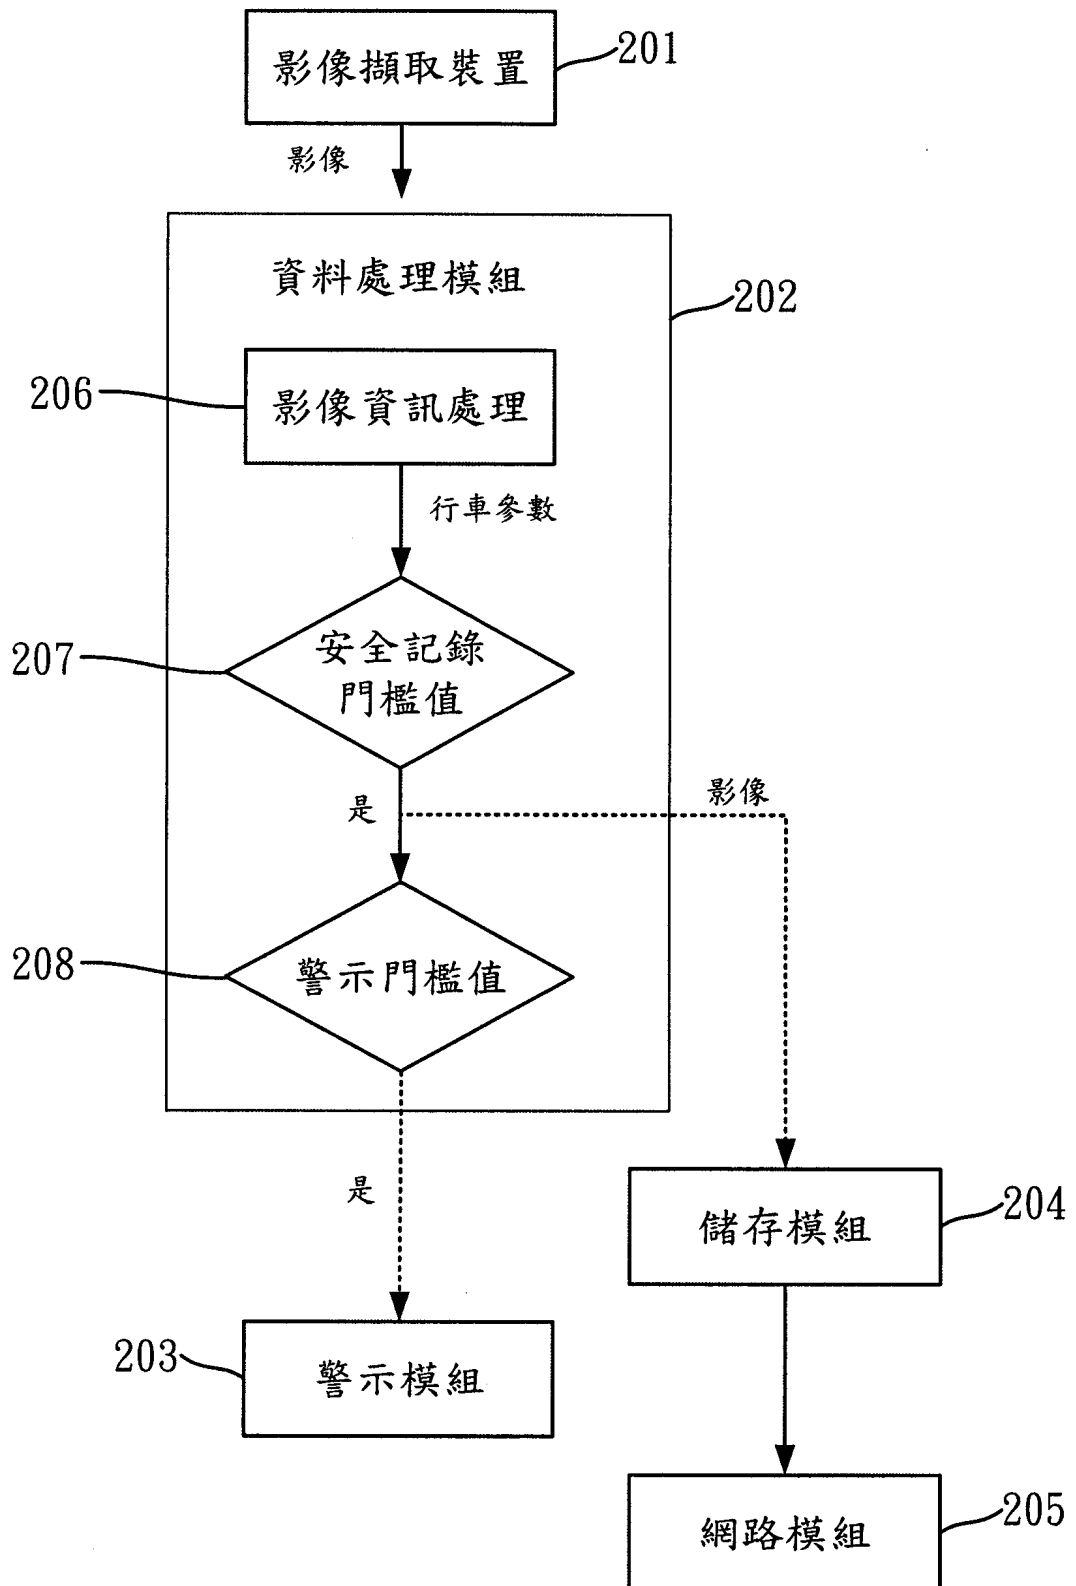 影像擷取裝置
201
影像
資料處理模組
202
206
影像資訊處理
行車參數
207
安全記錄
門檻值
是
影像
208
警示門檻值
是
204
儲存模組
203
警示模組
205
網路模組